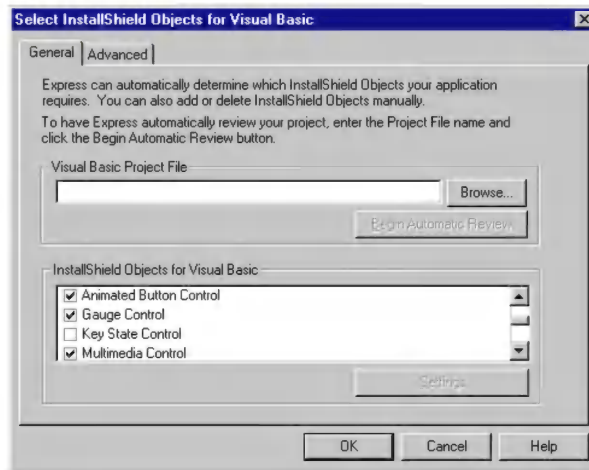 Select InstallShield Objects for Visual Basic
General
Advanced
Express can automatically determine which InstallShield Objects your application
requires. You can also add or delete InstallShield Objects manually.
To have Express automatically review your project, enter the Project File name and
click the Begin Automatic Review button.
Visual Basic Project File
Browse...
Begin Automatic Review
InstallShield Objects for Visual Basic
Animated Button Control
Gauge Control
Key State Control
Multimedia Control
Settings
OK
Cancel
Help